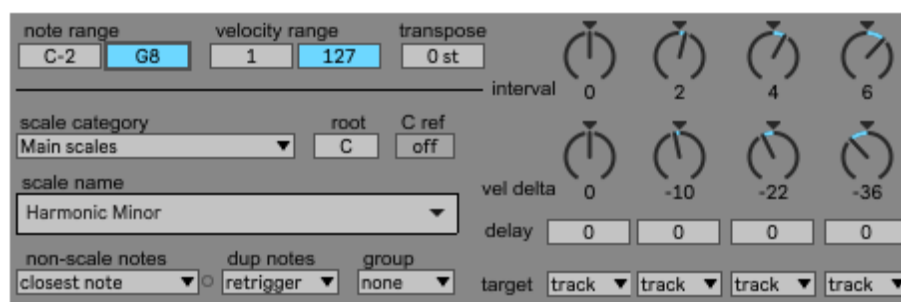 note range velocity range transpose
C-2 G8 1 127 0 st
interval 0 2 4 6
scale category root C ref
Main scales C off
vel delta 0 -10 -22 -36
scale name
Harmonic Minor
delay 0 0 0 0
non-scale notes dup notes group
closest note retrigger none target track track track track